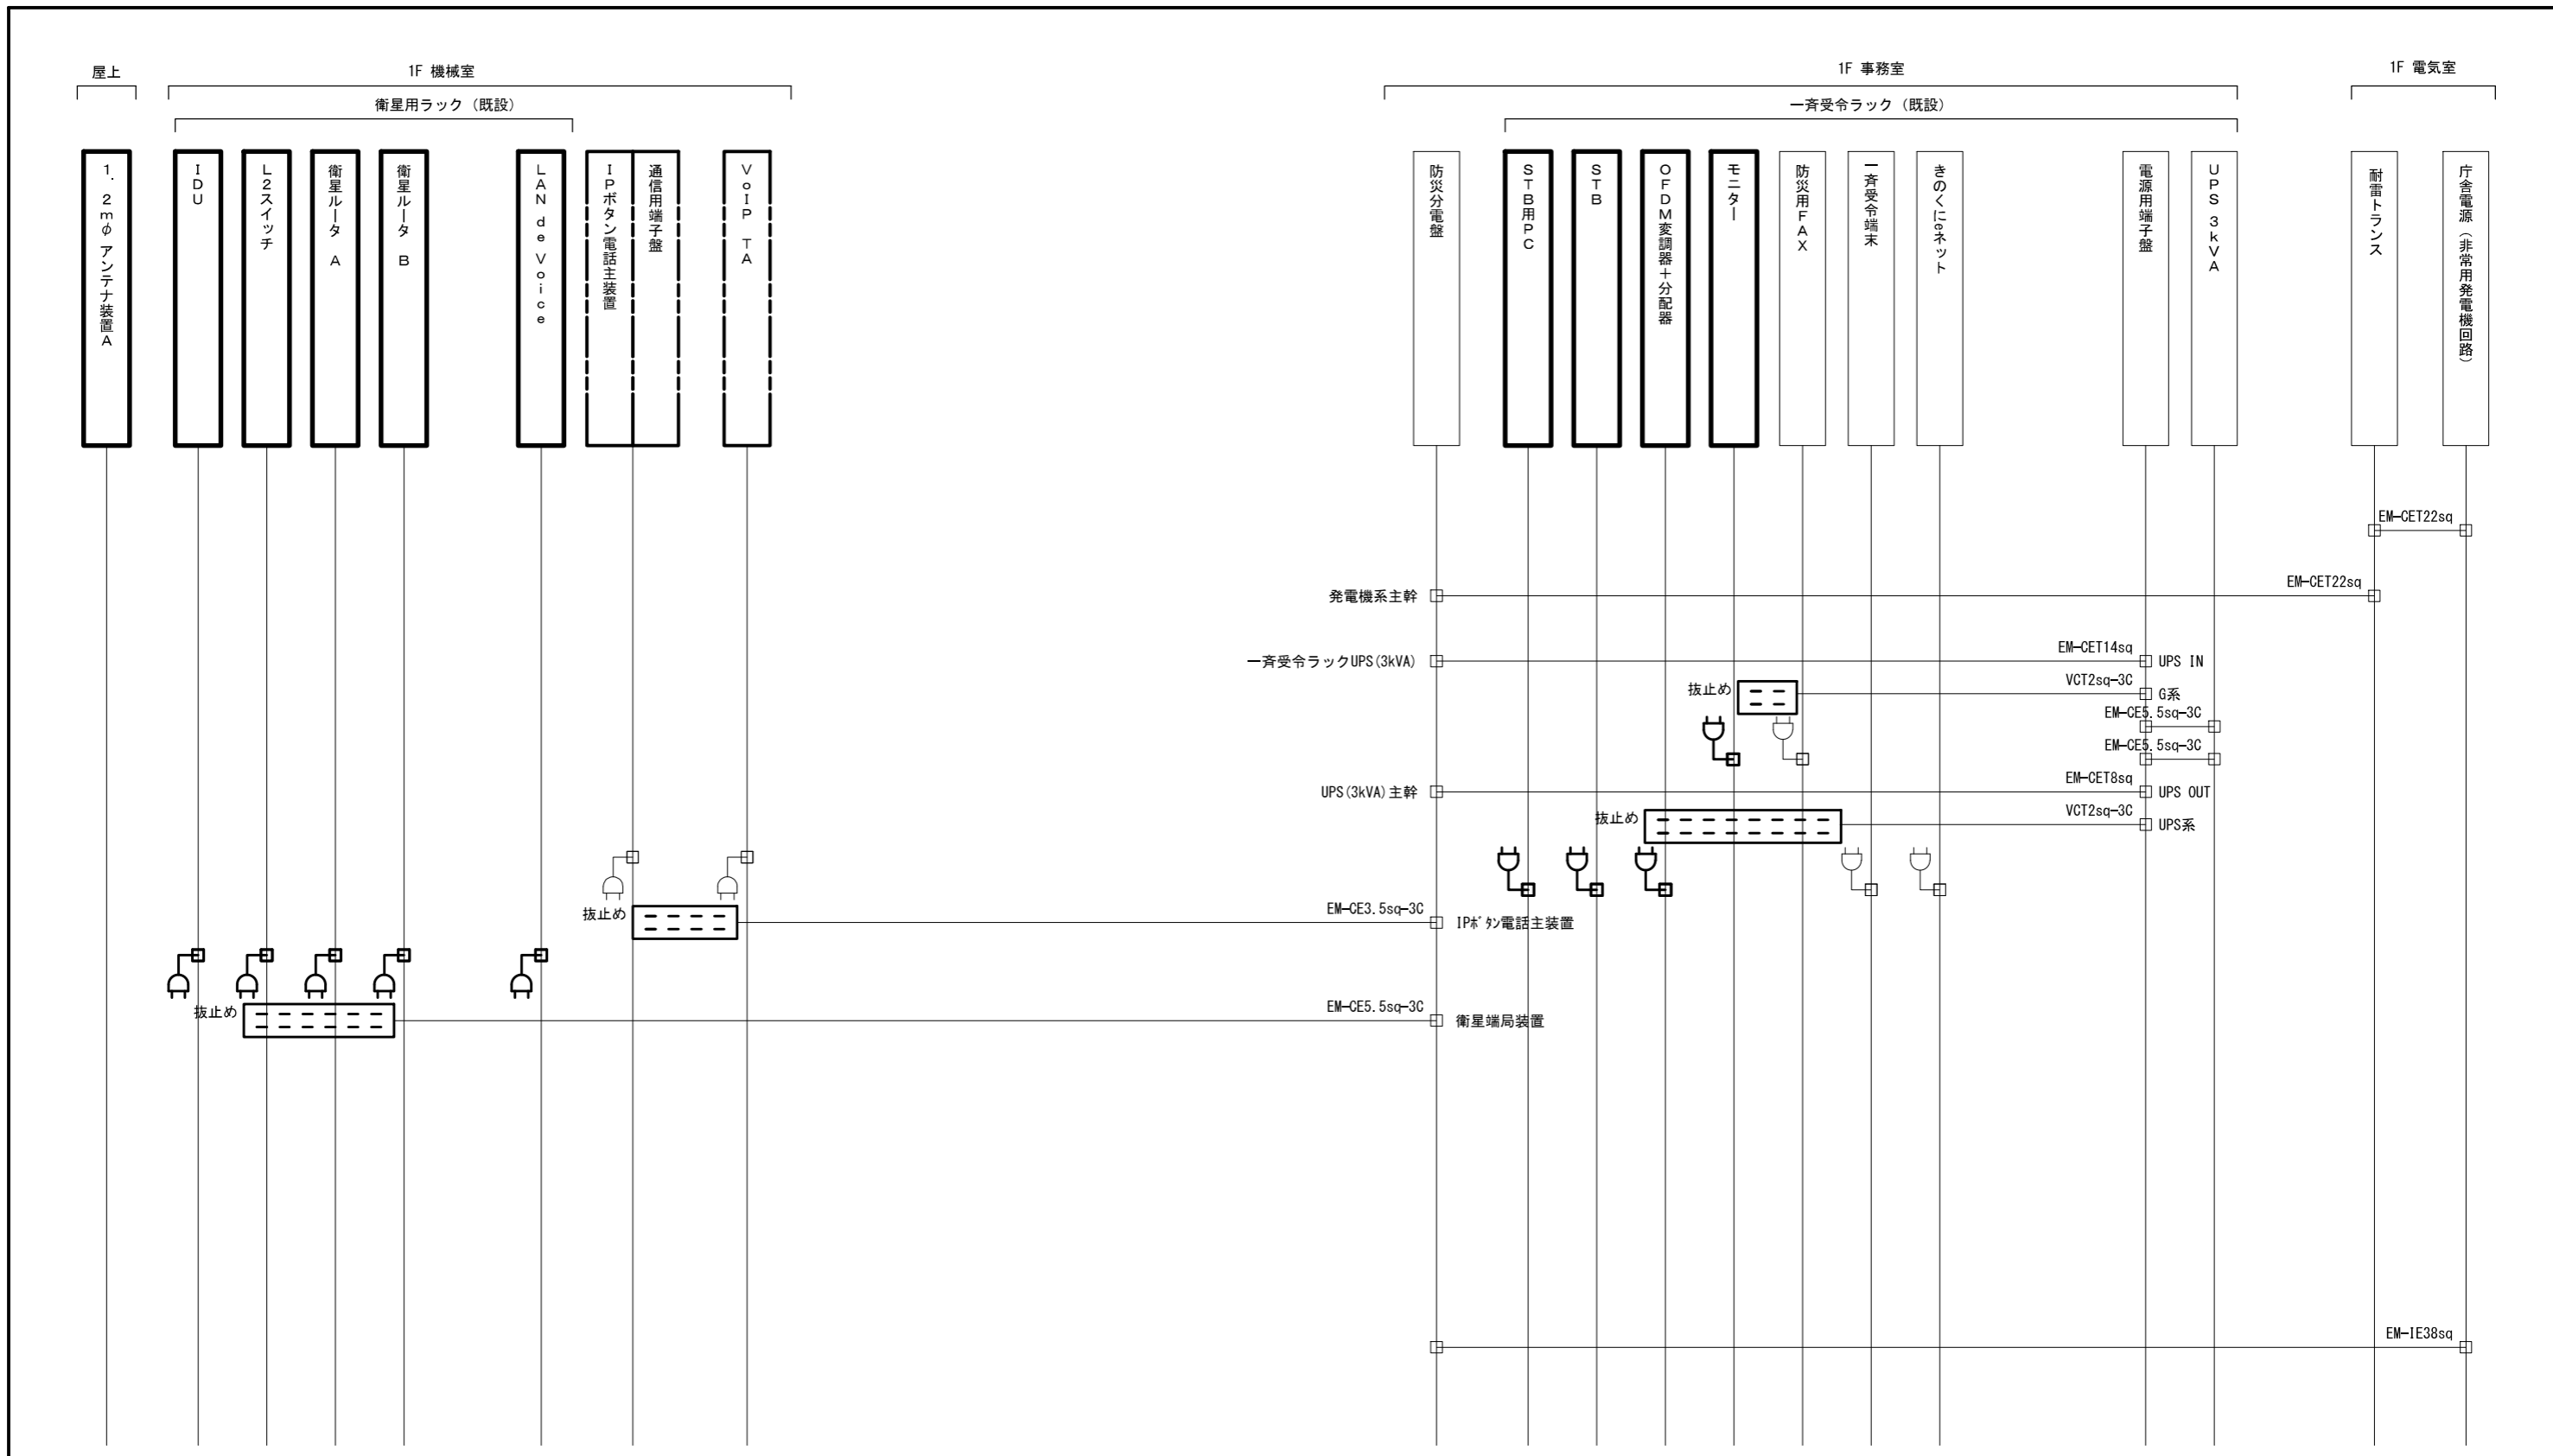 屋上
1F 機械室
1F 事務室
1F 電気室
衛星用ラック（既設）
一斉受令ラック（既設）
1．2mφ アンテナ装置A
IDU
L2スイッチ
衛星ルータ A
衛星ルータ B
LAN de Voice
IPボタン電話主装置
通信用端子盤
VoIP TA
防災分電盤
STB用PC
STB
OFDM変調器＋分配器
モニター
防災用FAX
一斉受令端末
きのくにeネット
電源用端子盤
UPS 3kVA
耐雷トランス
庁舎電源（非常用発電機回路）
EM-CET22sq
EM-CET22sq
発電機系主幹
EM-CET14sq
一斉受令ラックUPS(3kVA)
UPS IN
VCT2sq-3C
抜止め
G系
EM-CE5.5sq-3C
EM-CE5.5sq-3C
EM-CET8sq
UPS(3kVA)主幹
UPS OUT
VCT2sq-3C
抜止め
UPS系
EM-CE3.5sq-3C
抜止め
IPﾎﾞﾀﾝ電話主装置
EM-CE5.5sq-3C
抜止め
衛星端局装置
EM-IE38sq